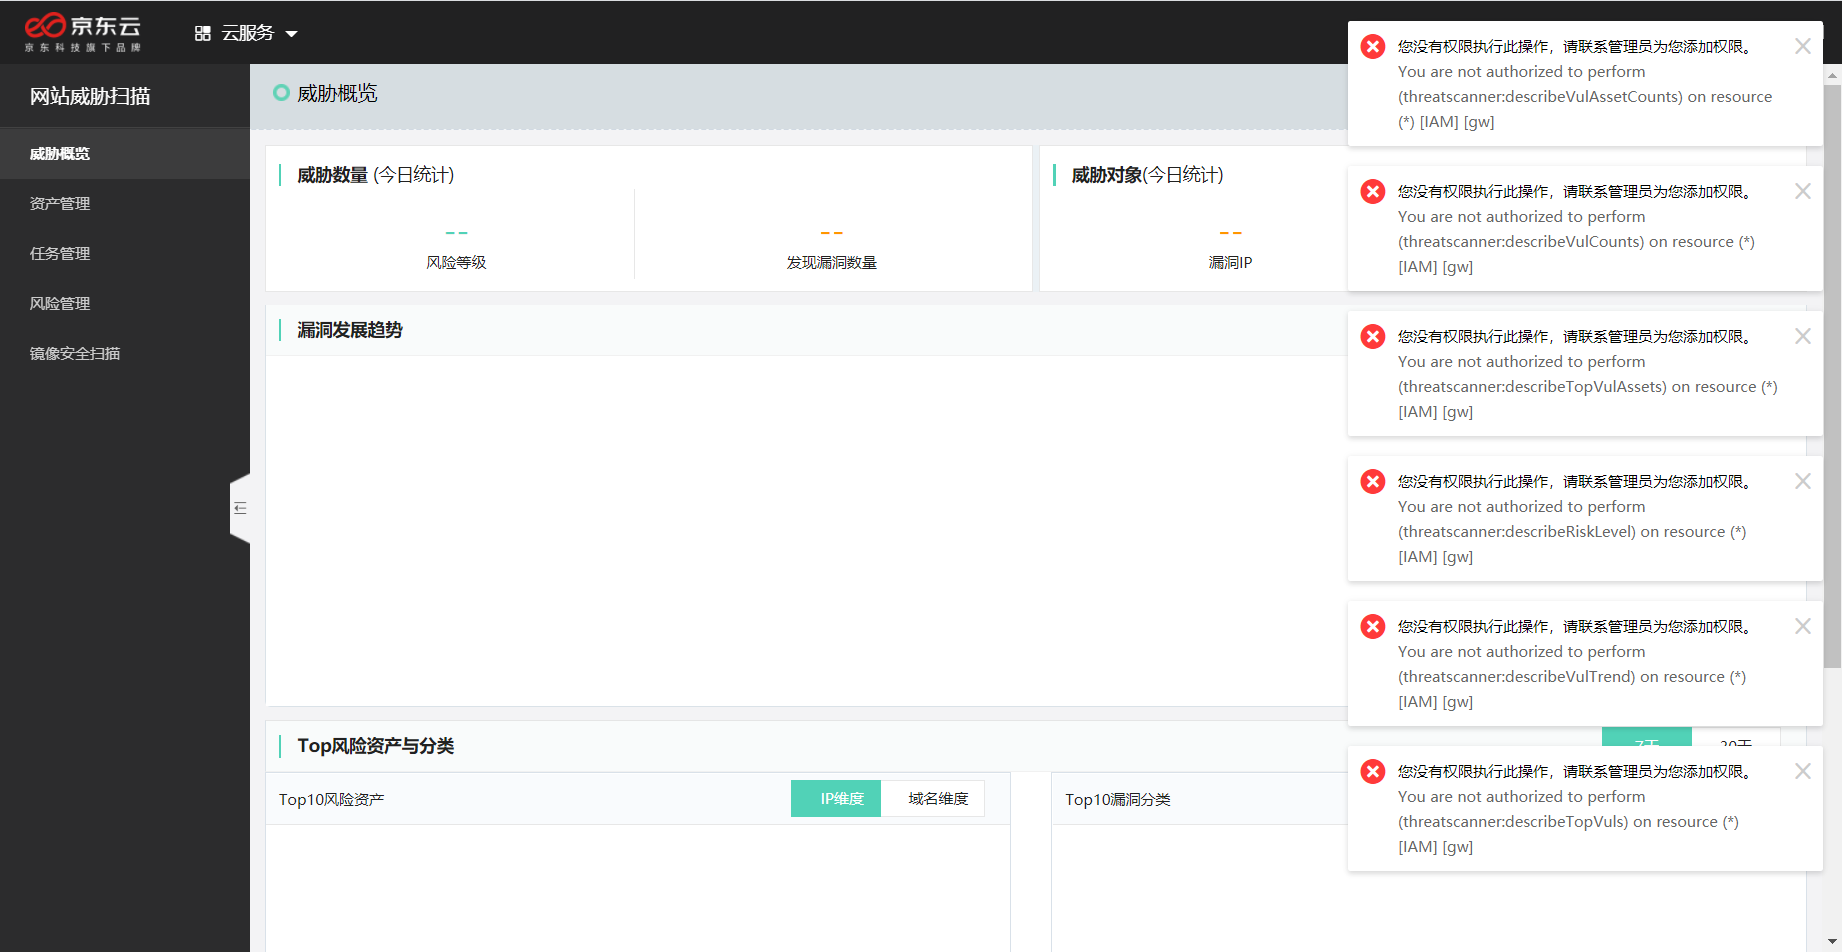 京东云
京东科技旗下品牌
云服务
网站威胁扫描
威胁概览
资产管理
任务管理
风险管理
镜像安全扫描
威胁概览
威胁数量 (今日统计)
--
风险等级
--
发现漏洞数量
威胁对象(今日统计)
--
漏洞IP
漏洞发展趋势
Top风险资产与分类
7天
30天
Top10风险资产
IP维度
域名维度
Top10漏洞分类
您没有权限执行此操作，请联系管理员为您添加权限。
You are not authorized to perform
(threatscanner:describeVulAssetCounts) on resource
(*) [IAM] [gw]
您没有权限执行此操作，请联系管理员为您添加权限。
You are not authorized to perform
(threatscanner:describeVulCounts) on resource (*)
[IAM] [gw]
您没有权限执行此操作，请联系管理员为您添加权限。
You are not authorized to perform
(threatscanner:describeTopVulAssets) on resource (*)
[IAM] [gw]
您没有权限执行此操作，请联系管理员为您添加权限。
You are not authorized to perform
(threatscanner:describeRiskLevel) on resource (*)
[IAM] [gw]
您没有权限执行此操作，请联系管理员为您添加权限。
You are not authorized to perform
(threatscanner:describeVulTrend) on resource (*)
[IAM] [gw]
您没有权限执行此操作，请联系管理员为您添加权限。
You are not authorized to perform
(threatscanner:describeTopVuls) on resource (*)
[IAM] [gw]